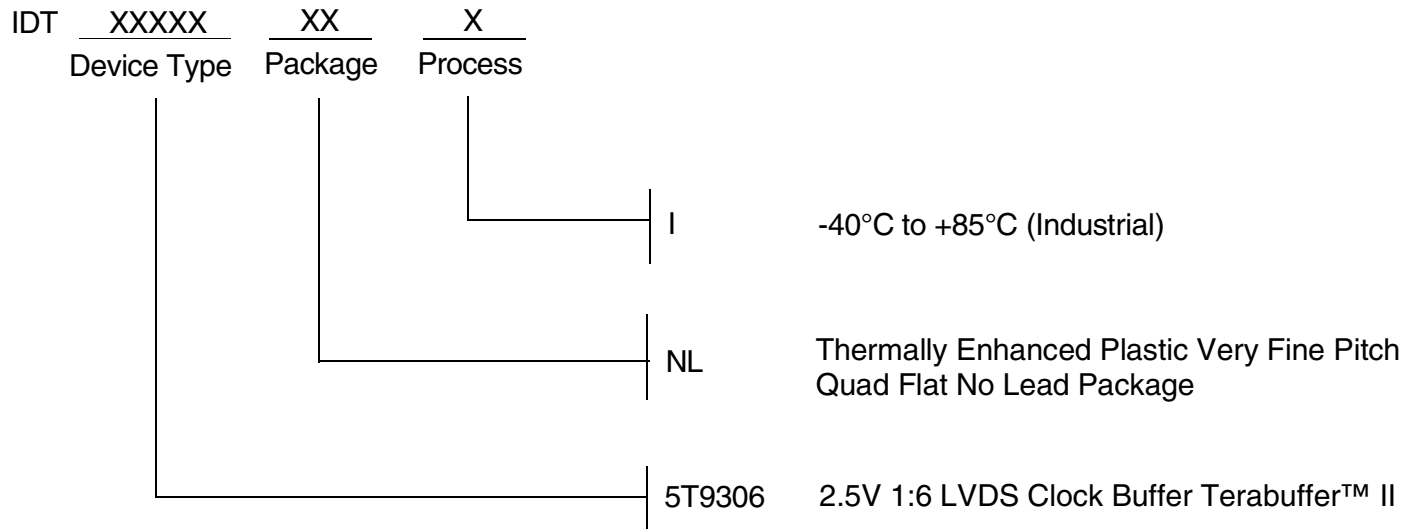 IDT XXXXX XX X
Device Type Package Process
I -40°C to +85°C (Industrial)
NL Thermally Enhanced Plastic Very Fine Pitch
Quad Flat No Lead Package
5T9306 2.5V 1:6 LVDS Clock Buffer Terabuffer™ II